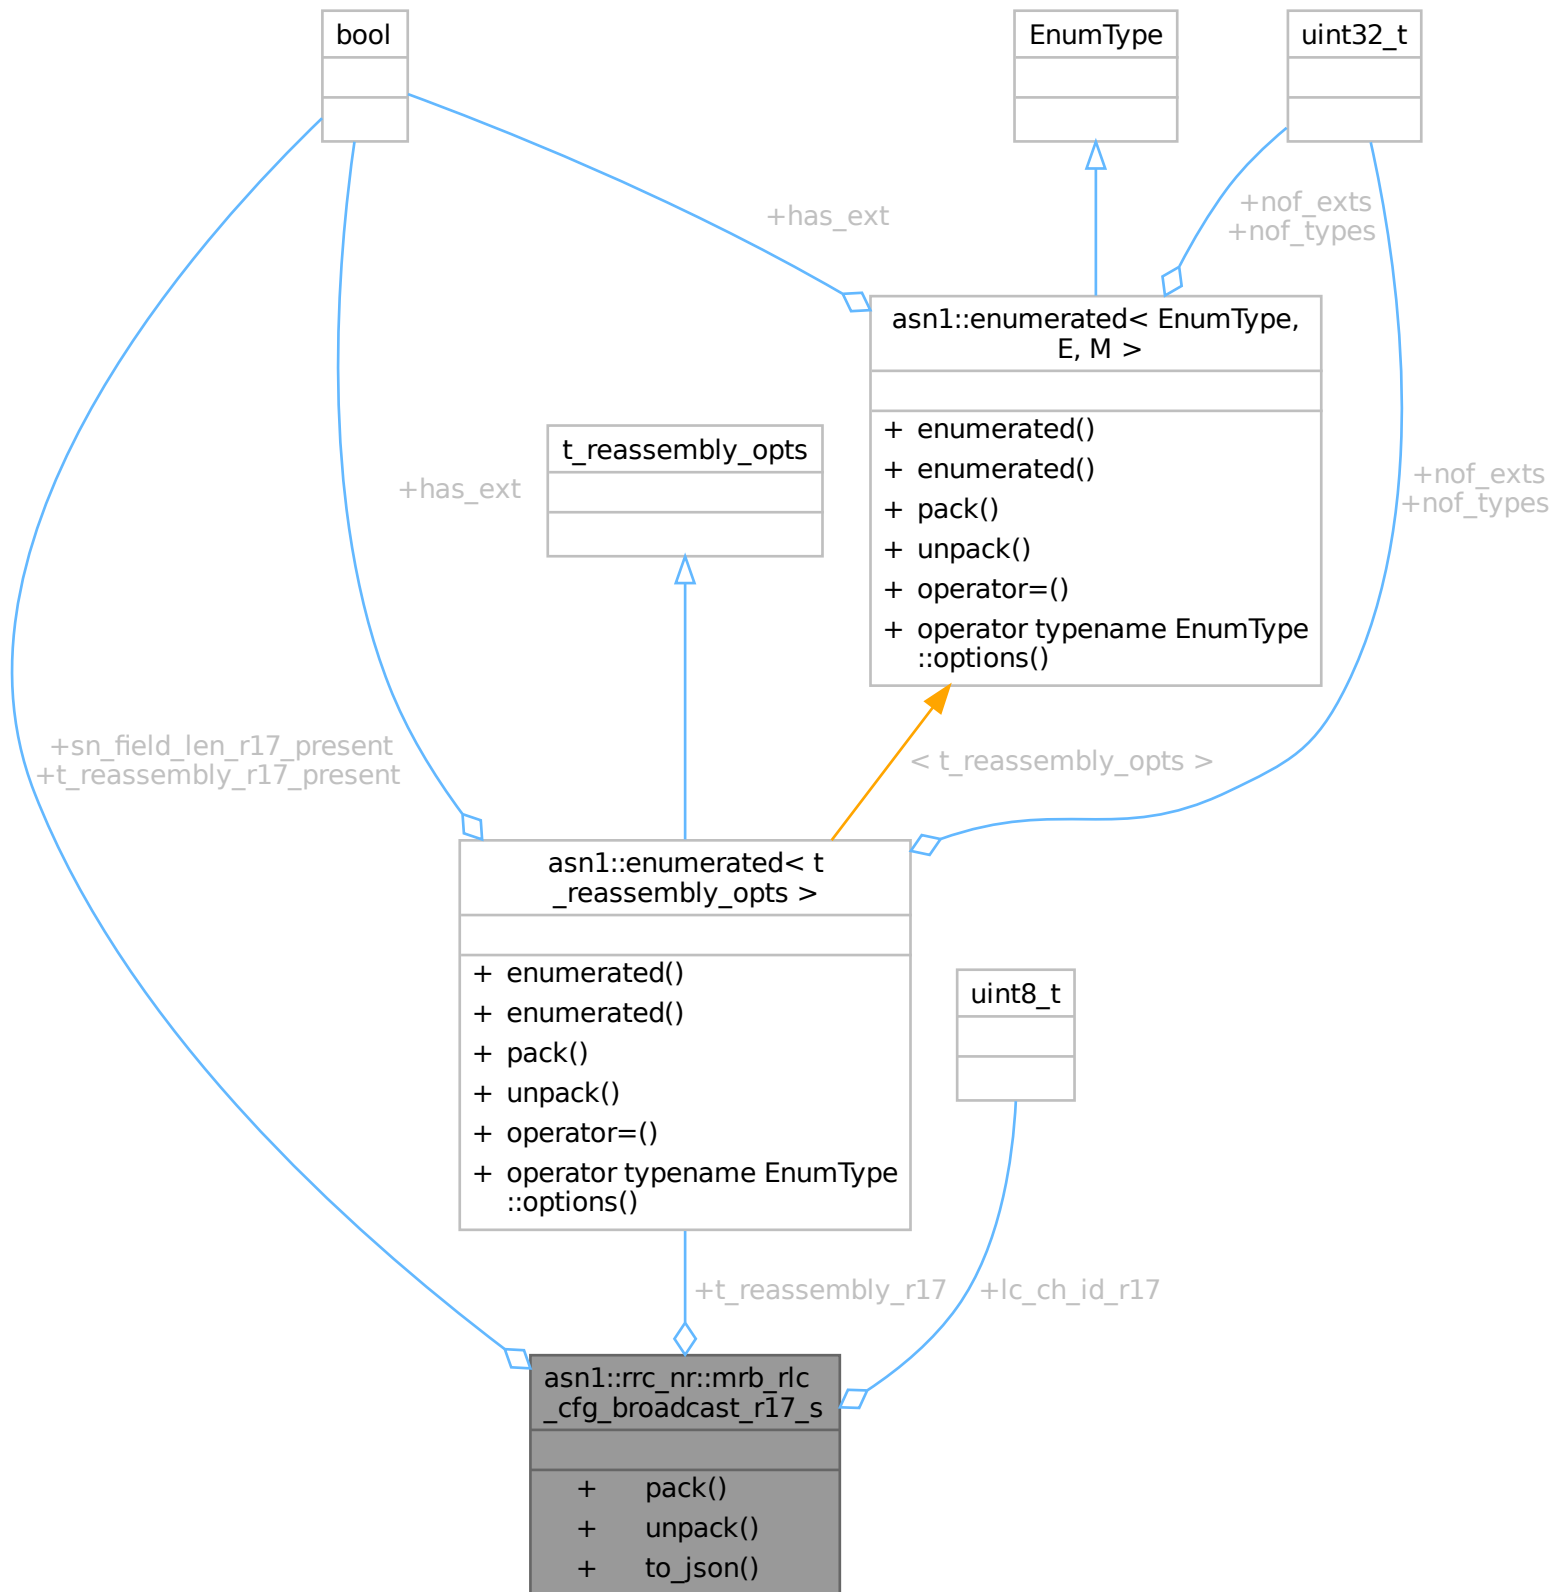 bool
EnumType
uint32_t
+has_ext
+nof_exts
+nof_types
asn1::enumerated< EnumType,
E, M >
+ enumerated()
+ enumerated()
+ pack()
+ unpack()
+ operator=()
+ operator typename EnumType
::options()
t_reassembly_opts
+has_ext
+nof_exts
+nof_types
+sn_field_len_r17_present
+t_reassembly_r17_present
< t_reassembly_opts >
asn1::enumerated< t
_reassembly_opts >
+ enumerated()
+ enumerated()
+ pack()
+ unpack()
+ operator=()
+ operator typename EnumType
::options()
uint8_t
+t_reassembly_r17
+lc_ch_id_r17
asn1::rrc_nr::mrb_rlc
_cfg_broadcast_r17_s
+ pack()
+ unpack()
+ to_json()